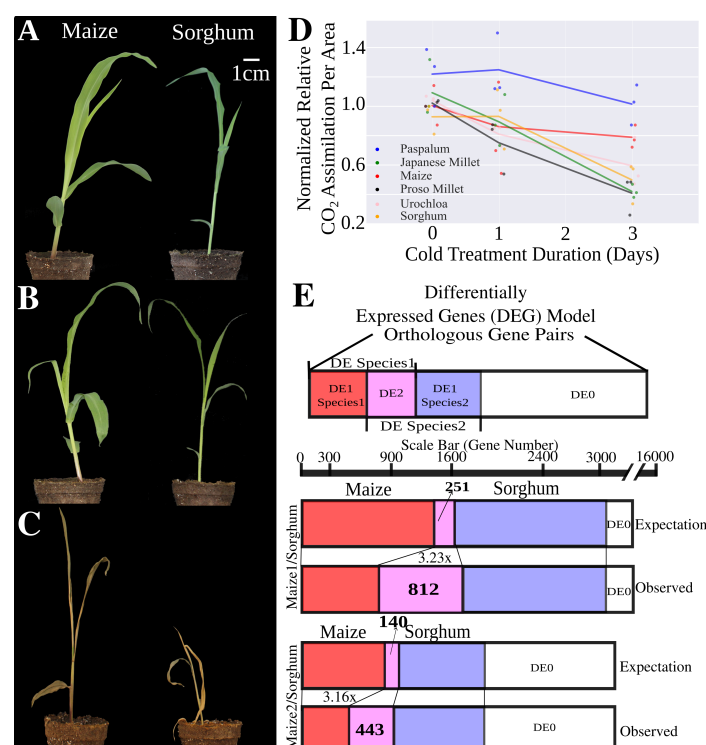 A
Maize
Sorghum
1cm
B
C
D
Normalized Relative
CO2 Assimilation Per Area
1.4
1.0
0.6
0.2
Paspalum
Japanese Millet
Maize
Proso Millet
Urochloa
Sorghum
0
1
2
3
Cold Treatment Duration (Days)
E
Differentially
Expressed Genes (DEG) Model
Orthologous Gene Pairs
DE Species1
DE1
Species1
DE2
DE1
Species2
DE0
DE Species2
Scale Bar (Gene Number)
0
300
900
1600
2400
3000
16000
Maize
251
Sorghum
Maize1/Sorghum
DE0
Expectation
3.23x
812
DE0
Observed
140
Maize
Sorghum
Maize2/Sorghum
DE0
Expectation
3.16x
443
DE0
Observed